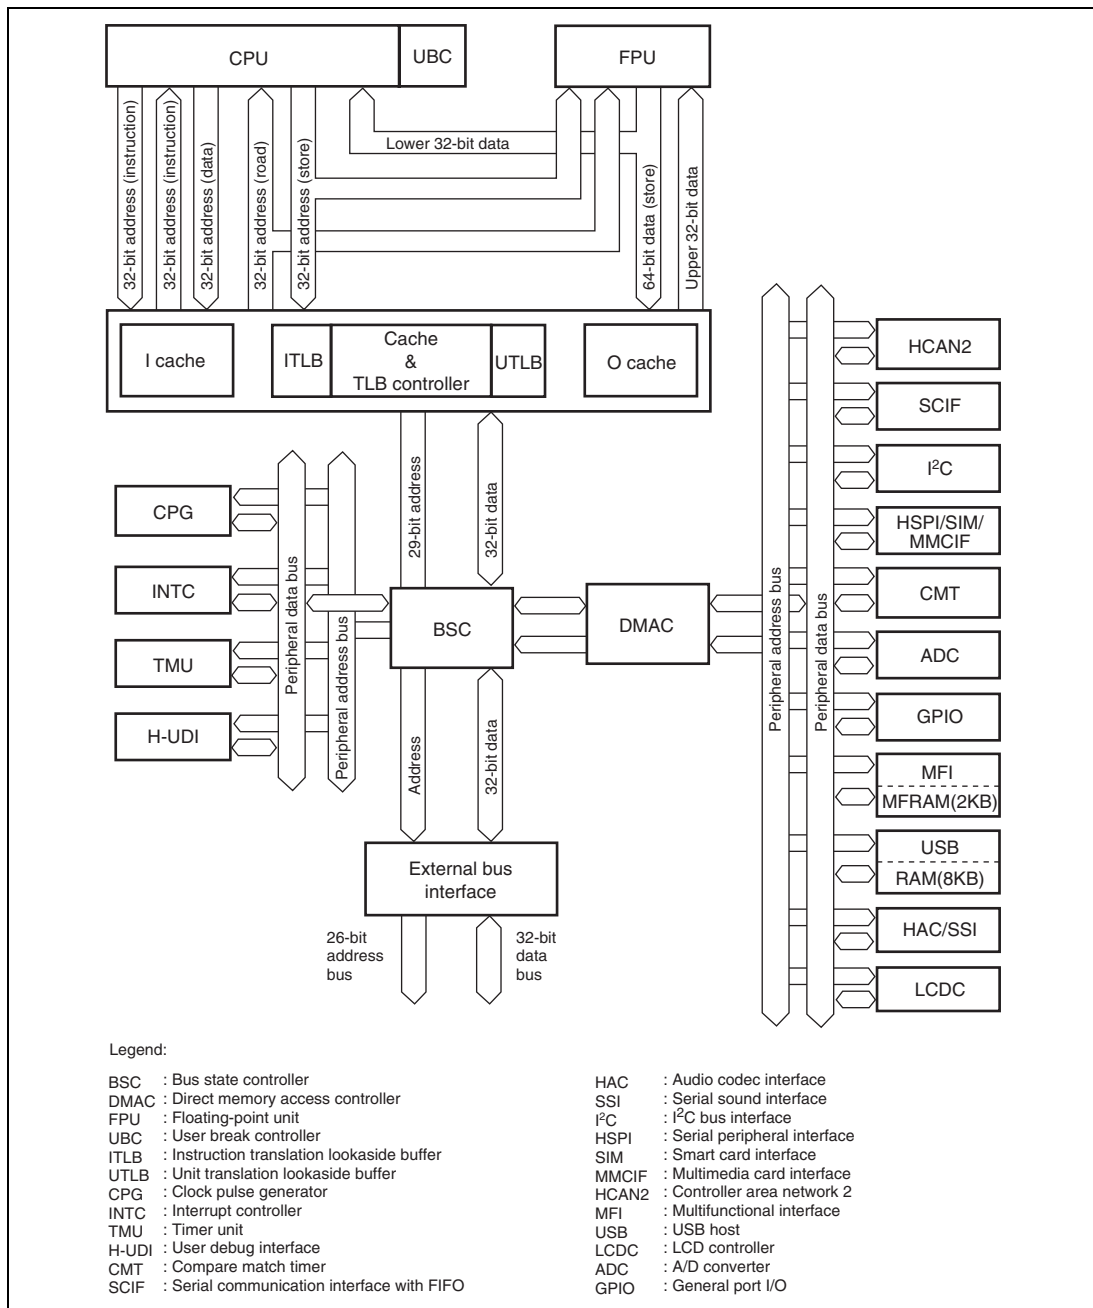 CPU
UBC
FPU
32-bit address (instruction)
32-bit address (instruction)
32-bit address (data)
32-bit address (road)
32-bit address (store)
Lower 32-bit data
64-bit data (store)
Upper 32-bit data
I cache
ITLB
Cache
&
TLB controller
UTLB
O cache
29-bit address
32-bit data
CPG
INTC
TMU
H-UDI
Peripheral data bus
Peripheral address bus
BSC
DMAC
Peripheral address bus
Peripheral data bus
HCAN2
SCIF
I²C
HSPI/SIM/
MMCIF
CMT
ADC
GPIO
MFI
MFRAM(2KB)
USB
RAM(8KB)
HAC/SSI
LCDC
Address
32-bit data
External bus
interface
26-bit
address
bus
32-bit
data
bus
Legend:
BSC : Bus state controller
DMAC : Direct memory access controller
FPU : Floating-point unit
UBC : User break controller
ITLB : Instruction translation lookaside buffer
UTLB : Unit translation lookaside buffer
CPG : Clock pulse generator
INTC : Interrupt controller
TMU : Timer unit
H-UDI : User debug interface
CMT : Compare match timer
SCIF : Serial communication interface with FIFO
HAC : Audio codec interface
SSI : Serial sound interface
I²C : I²C bus interface
HSPI : Serial peripheral interface
SIM : Smart card interface
MMCIF : Multimedia card interface
HCAN2 : Controller area network 2
MFI : Multifunctional interface
USB : USB host
LCDC : LCD controller
ADC : A/D converter
GPIO : General port I/O